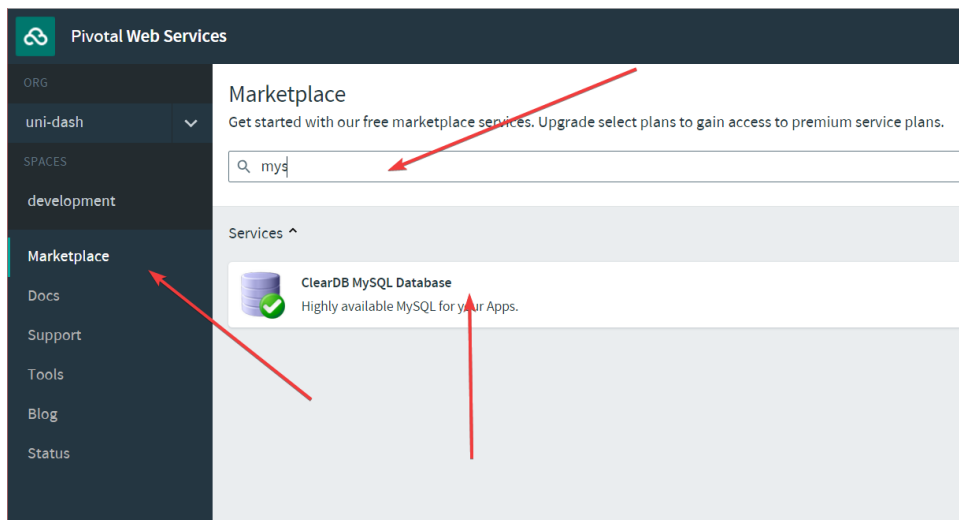 Pivotal Web Services
ORG
uni-dash
SPACES
development
Marketplace
Docs
Support
Tools
Blog
Status
Marketplace
Get started with our free marketplace services. Upgrade select plans to gain access to premium service plans.
mys
Services
ClearDB MySQL Database
Highly available MySQL for your Apps.